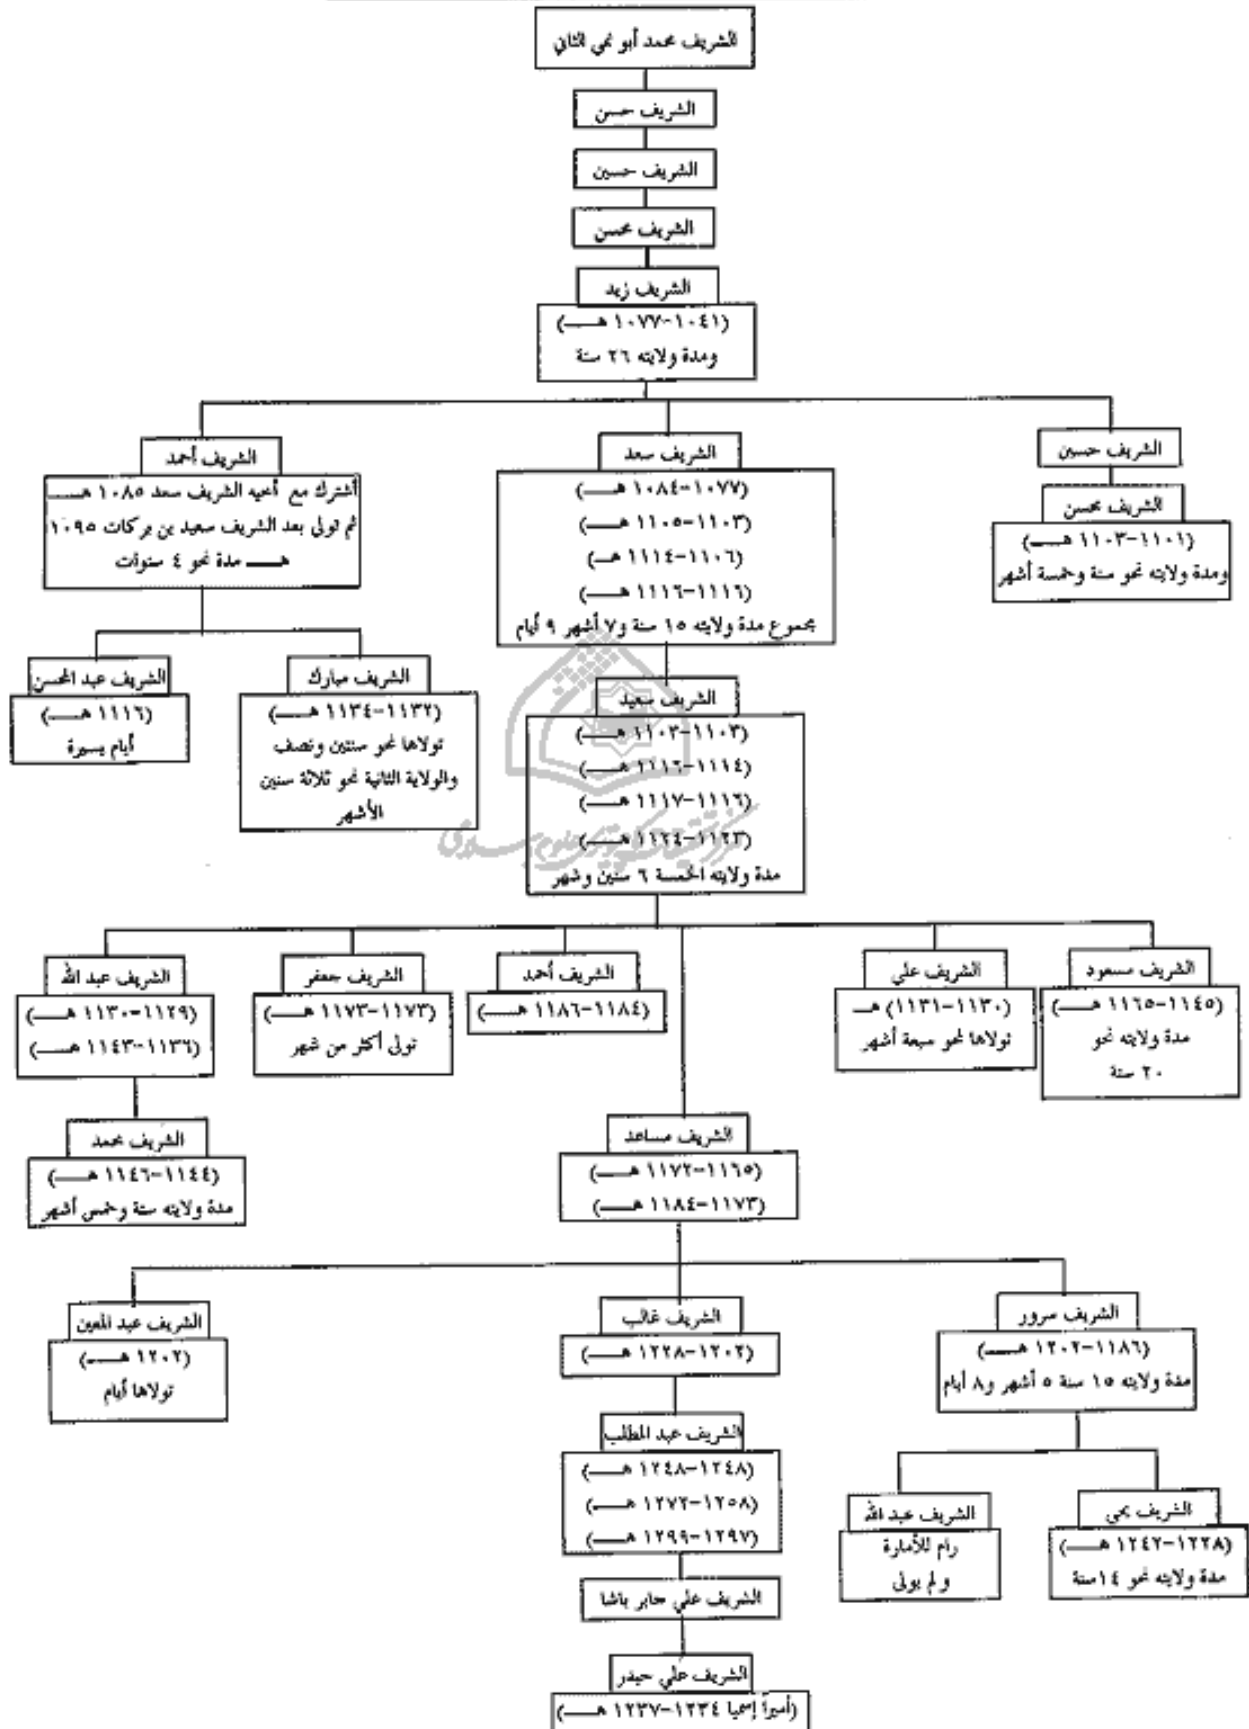 الشريف محمد أبو نمي الثاني
الشريف حسن
الشريف حسين
الشريف محسن
الشريف زيد
(١٠٤١-١٠٧٧ هـ)
ومدة ولايته ٢٦ سنة
الشريف حسين
الشريف محسن
(١١٠١-١١٠٣ هـ)
ومدة ولايته نحو سنة وخمسة أشهر
الشريف سعد
(١٠٧٧-١٠٨٤ هـ)
(١١٠٣-١١٠٥ هـ)
(١١٠٦-١١١٤ هـ)
(١١١٦-١١١٦ هـ)
مجموع مدة ولايته ١٥ سنة و٧ أشهر ٩ أيام
الشريف أحمد
أشترك مع أخيه الشريف سعد ١٠٨٥ هـ
ثم تولى بعد الشريف سعيد بن بركات ١٠٩٥
هـ مدة نحو ٤ سنوات
الشريف سعيد
(١١٠٣-١١٠٣ هـ)
(١١١٤-١١١٦ هـ)
(١١١٦-١١١٧ هـ)
(١١٢٣-١١٢٤ هـ)
مدة ولايته الخمسة ٦ سنين وشهر
الشريف مبارك
(١١٣٢-١١٣٤ هـ)
تولاها نحو سنتين ونصف
والولاية الثانية نحو ثلاثة سنين
الأشهر
الشريف عبد المحسن
(١١١٦ هـ)
أيام يسيرة
الشريف مسعود
(١١٤٥-١١٦٥ هـ)
مدة ولايته نحو
٢٠ سنة
الشريف علي
(١١٣٠-١١٣١) هـ
تولاها نحو سبعة أشهر
الشريف أحمد
(١١٨٤-١١٨٦ هـ)
الشريف جعفر
(١١٧٣-١١٧٣ هـ)
تولى أكثر من شهر
الشريف عبد الله
(١١٢٩-١١٣٠ هـ)
(١١٣٦-١١٤٣ هـ)
الشريف مساعد
(١١٦٥-١١٧٢ هـ)
(١١٧٣-١١٨٤ هـ)
الشريف محمد
(١١٤٤-١١٤٦ هـ)
مدة ولايته سنة وخمس أشهر
الشريف سرور
(١١٨٦-١٢٠٢ هـ)
مدة ولايته ١٥ سنة ٥ أشهر و٨ أيام
الشريف غالب
(١٢٠٢-١٢٢٨ هـ)
الشريف عبد المعين
(١٢٠٢ هـ)
تولاها أيام
الشريف عبد المطلب
(١٢٤٨-١٢٤٨ هـ)
(١٢٥٨-١٢٧٢ هـ)
(١٢٩٧-١٢٩٩ هـ)
الشريف يحي
(١٢٢٨-١٢٤٢ هـ)
مدة ولايته نحو ١٤سنة
الشريف عبد الله
رام للأمارة
و لم يولى
الشريف علي جابر باشا
الشريف علي حيدر
(أميراً إسميا ١٢٣٤-١٢٣٧ هـ)